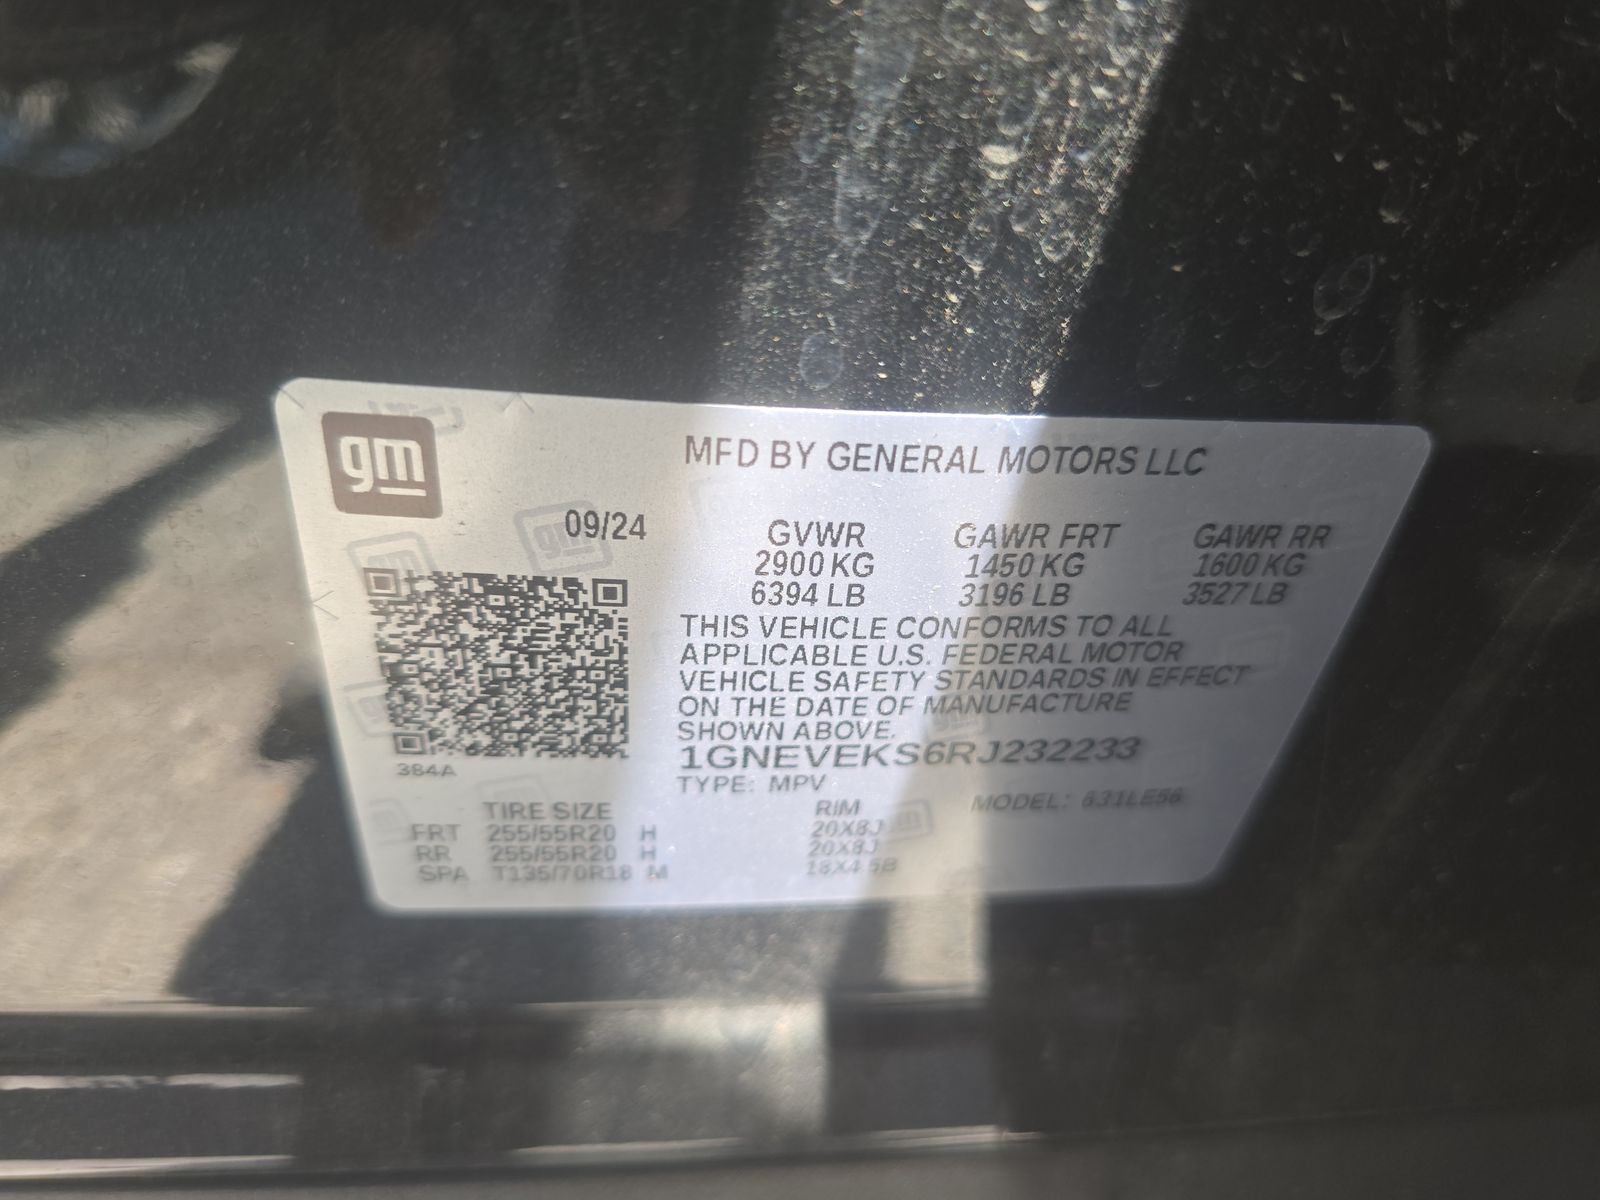 gm
MFD BY GENERAL MOTORS LLC
09/24
GVWR GAWR FRT GAWR RR
2900 KG 1450 KG 1600 KG
6394 LB 3196 LB 3527 LB
THIS VEHICLE CONFORMS TO ALL
APPLICABLE U.S. FEDERAL MOTOR
VEHICLE SAFETY STANDARDS IN EFFECT
ON THE DATE OF MANUFACTURE
SHOWN ABOVE.
1GNEVEKS6RJ232233
384A
TYPE: MPV MODEL:
TIRE SIZE RIM
FRT 255/55R20 H 20X8J
RR 255/55R20 H 20X8J
SPA T135/70R18 M 18X4.5B